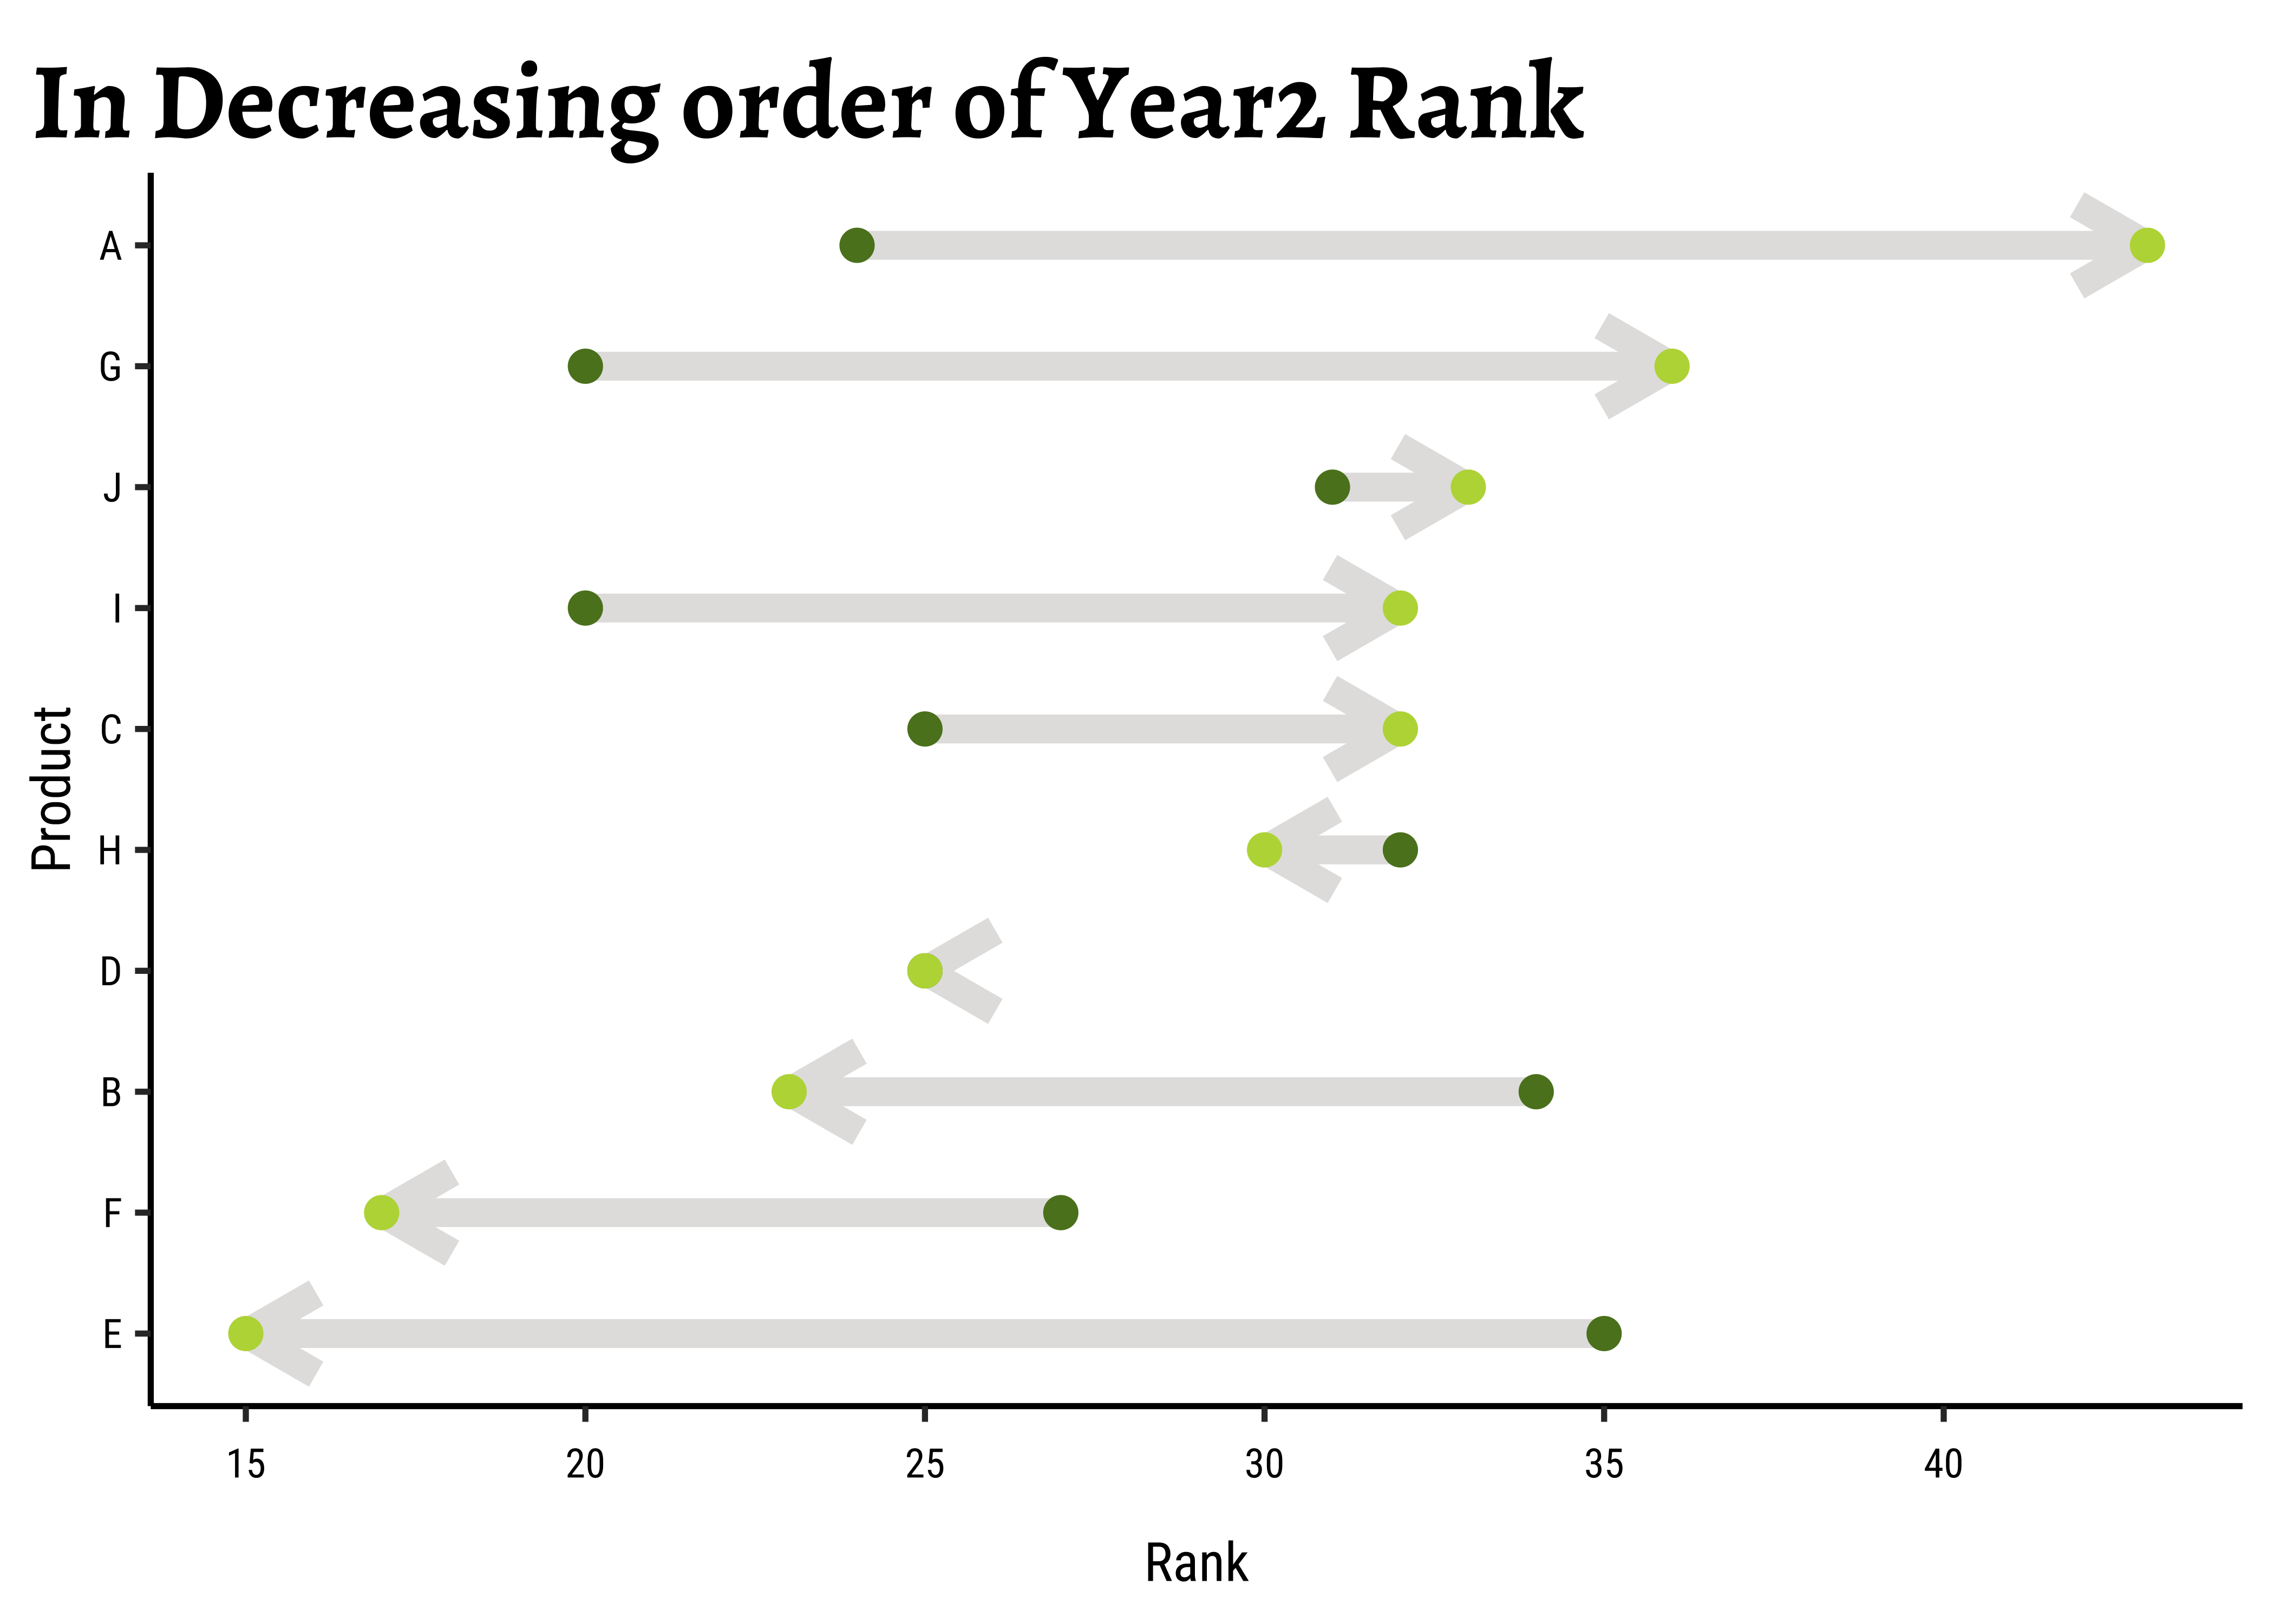 In Decreasing order of Year2 Rank
A
G
J
I
C
H
D
B
F
E
Product
15 20 25 30 35 40
Rank